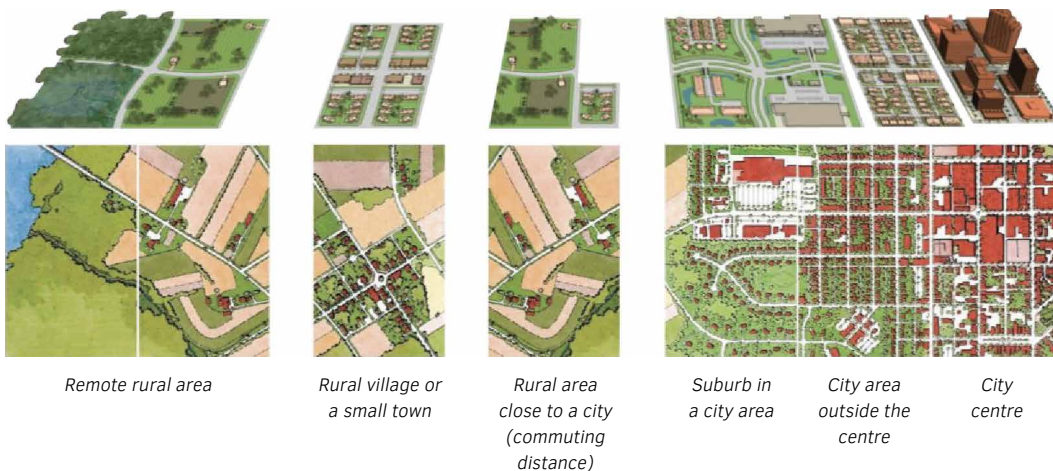 Remote rural area
Rural village or
a small town
Rural area
close to a city
(commuting
distance)
Suburb in
a city area
City area
outside the
centre
City
centre